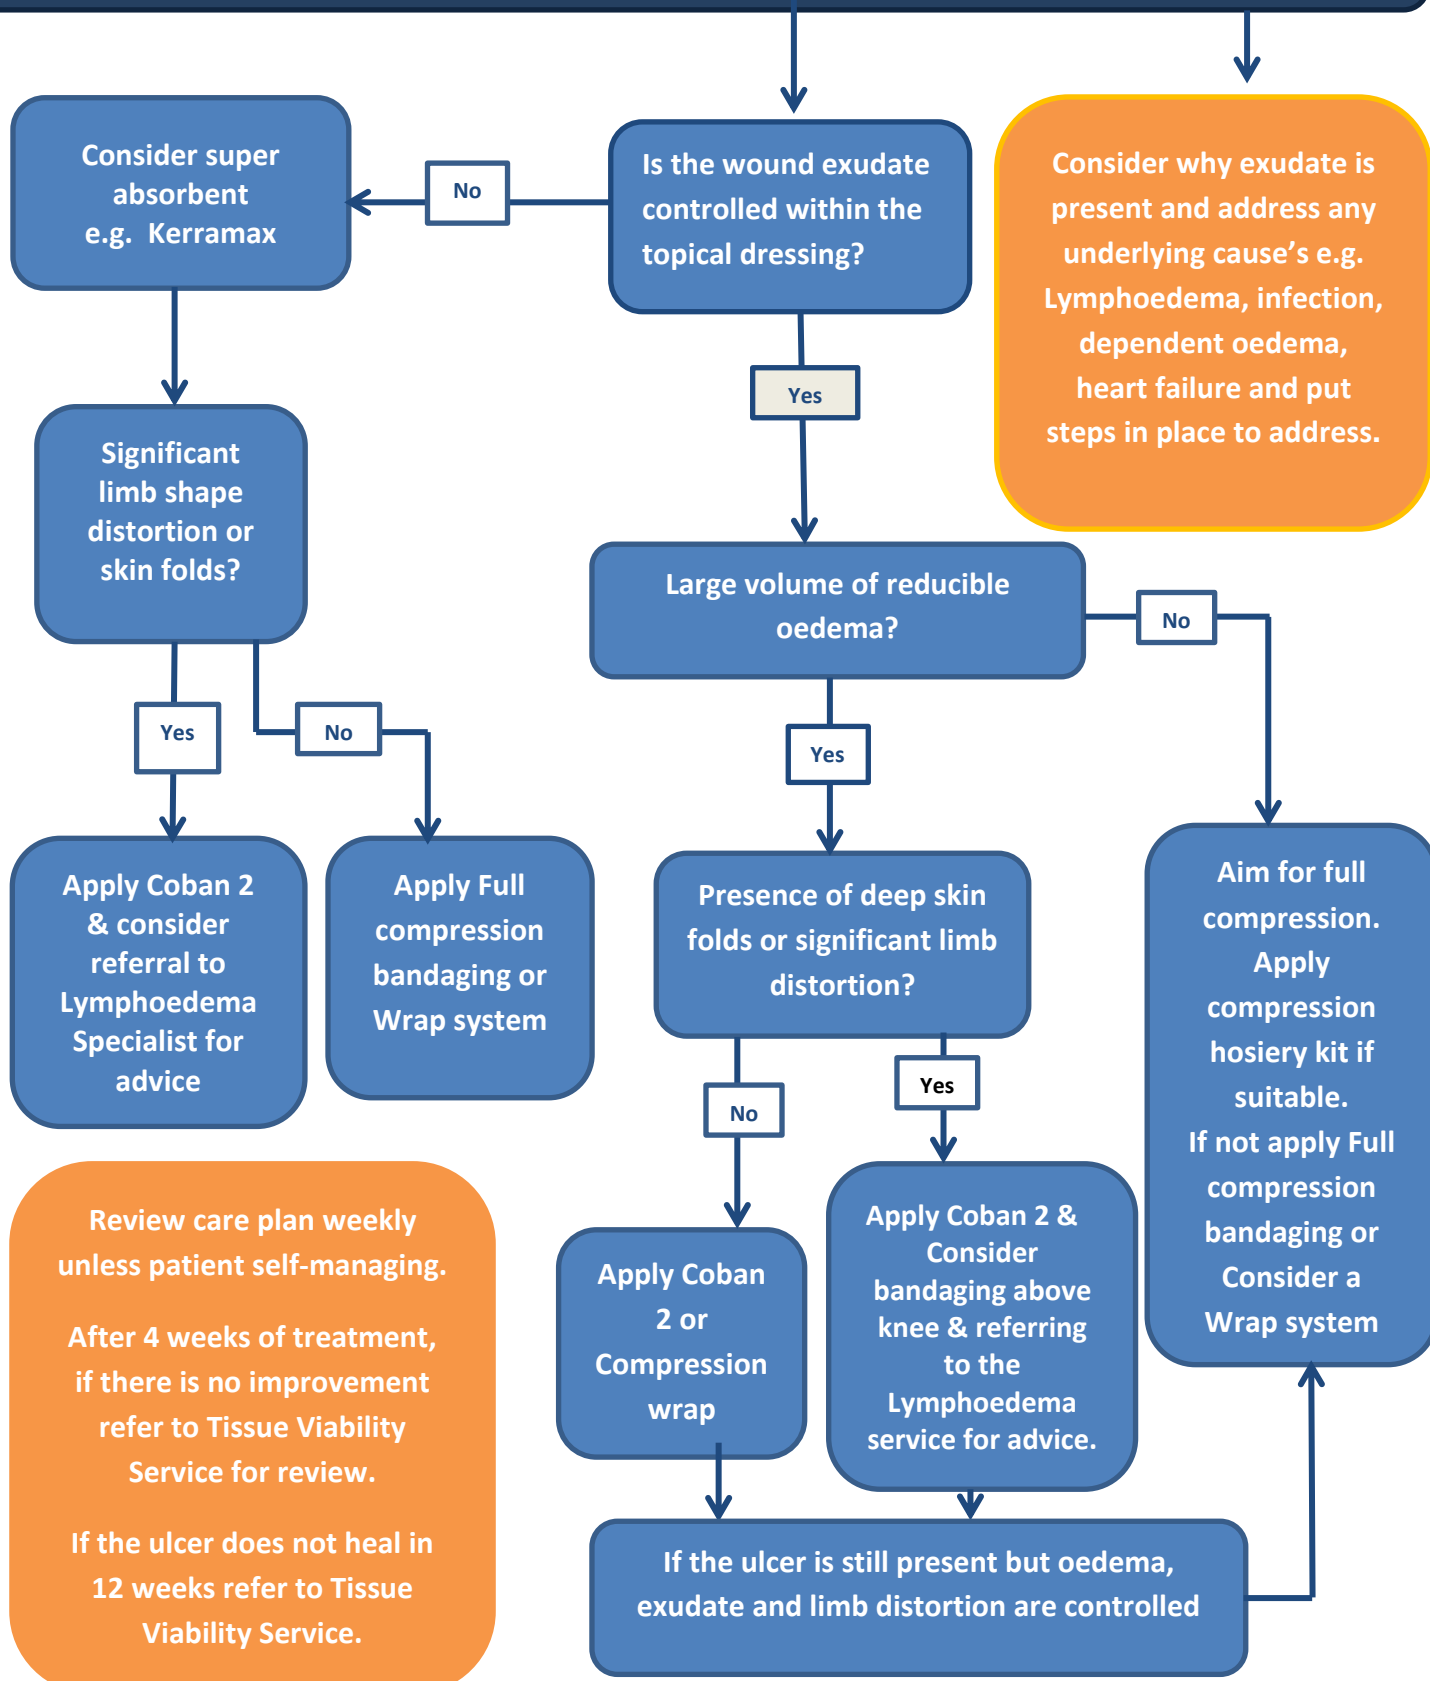 Consider super
absorbent
e.g. Kerramax
No
Is the wound exudate
controlled within the
topical dressing?
Consider why exudate is
present and address any
underlying cause's e.g.
Lymphoedema, infection,
dependent oedema,
heart failure and put
steps in place to address.
Yes
Significant
limb shape
distortion or
skin folds?
Large volume of reducible
oedema?
No
Yes
No
Yes
Apply Coban 2
& consider
referral to
Lymphoedema
Specialist for
advice
Apply Full
compression
bandaging or
Wrap system
Presence of deep skin
folds or significant limb
distortion?
Aim for full
compression.
Apply
compression
hosiery kit if
suitable.
If not apply Full
compression
bandaging or
Consider a
Wrap system
No
Yes
Review care plan weekly
unless patient self-managing.
After 4 weeks of treatment,
if there is no improvement
refer to Tissue Viability
Service for review.
If the ulcer does not heal in
12 weeks refer to Tissue
Viability Service.
Apply Coban
2 or
Compression
wrap
Apply Coban 2 &
Consider
bandaging above
knee & referring
to the
Lymphoedema
service for advice.
If the ulcer is still present but oedema,
exudate and limb distortion are controlled